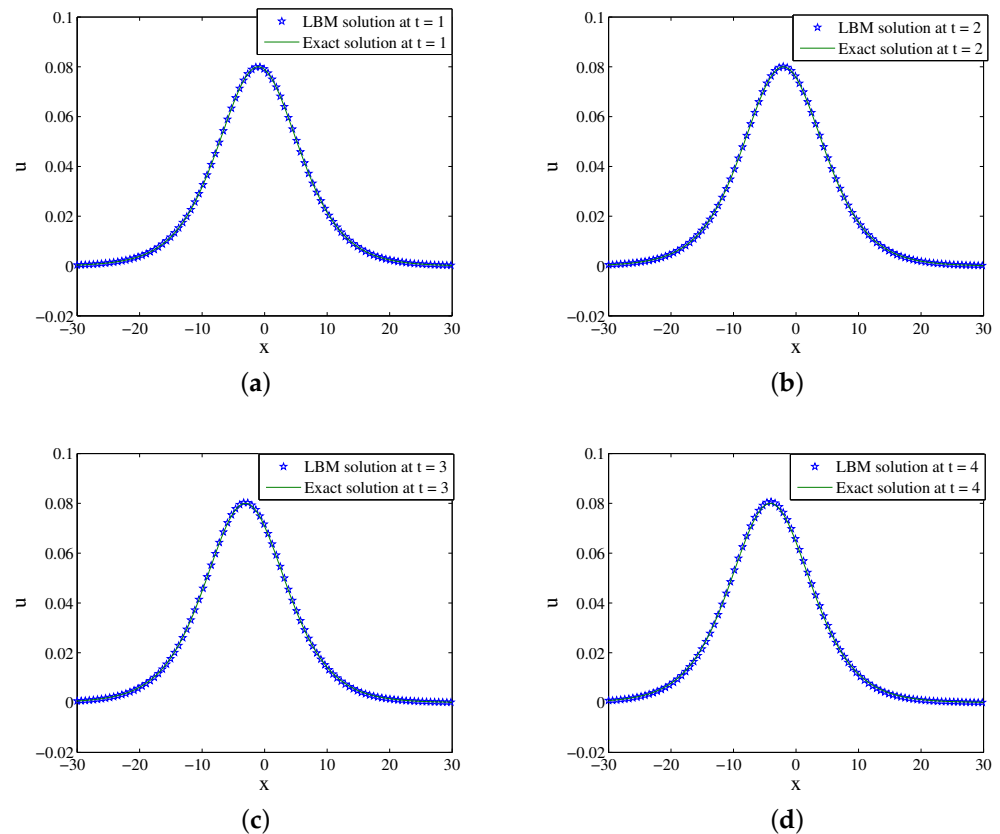 0.1
LBM solution at t = 1
Exact solution at t = 1
0.08
0.06
u
0.04
0.02
0
−0.02
−30 −20 −10 0 10 20 30
x
(a)
0.1
LBM solution at t = 2
Exact solution at t = 2
0.08
0.06
u
0.04
0.02
0
−0.02
−30 −20 −10 0 10 20 30
x
(b)
0.1
LBM solution at t = 3
Exact solution at t = 3
0.08
0.06
u
0.04
0.02
0
−0.02
−30 −20 −10 0 10 20 30
x
(c)
0.1
LBM solution at t = 4
Exact solution at t = 4
0.08
0.06
u
0.04
0.02
0
−0.02
−30 −20 −10 0 10 20 30
x
(d)